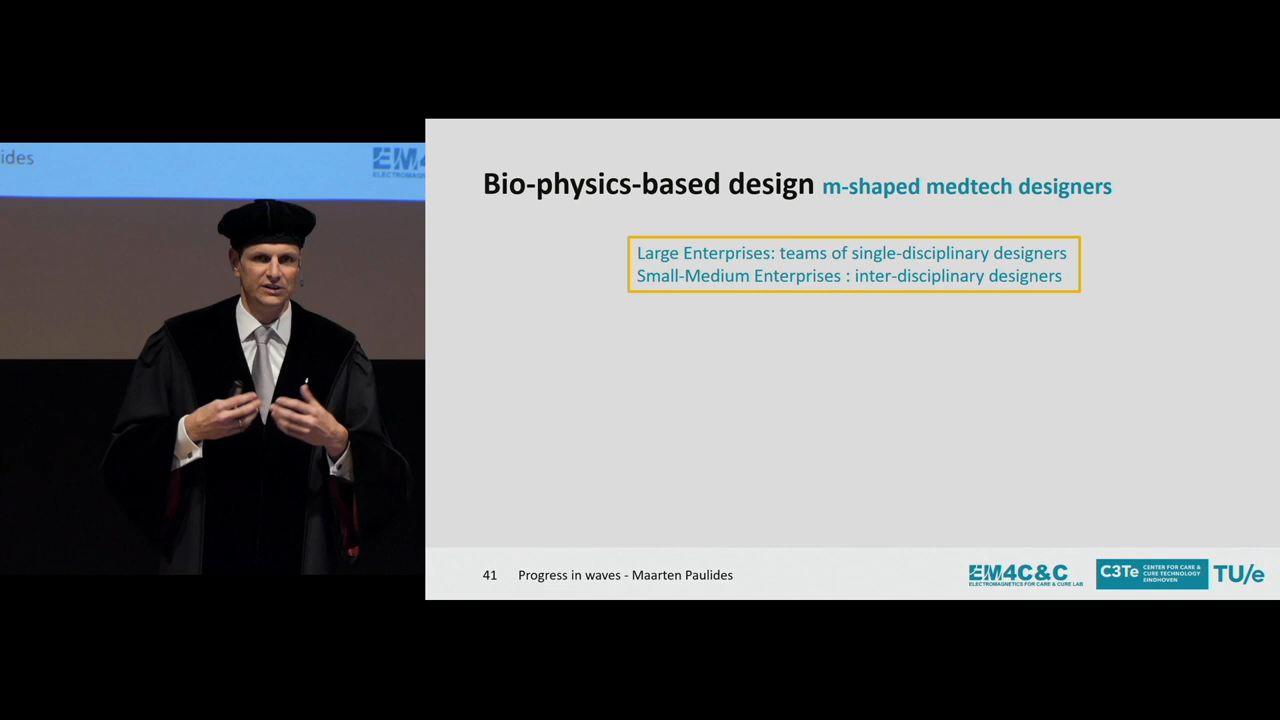 ides
EM4
ELECTROMAG
Bio-physics-based design m-shaped medtech designers
Large Enterprises: teams of single-disciplinary designers
Small-Medium Enterprises : inter-disciplinary designers
41 Progress in waves - Maarten Paulides
EM4C&C
ELECTROMAGNETICS FOR CARE & CURE LAB
C3Te CENTER FOR CARE &
CURE TECHNOLOGY
EINDHOVEN
TU/e